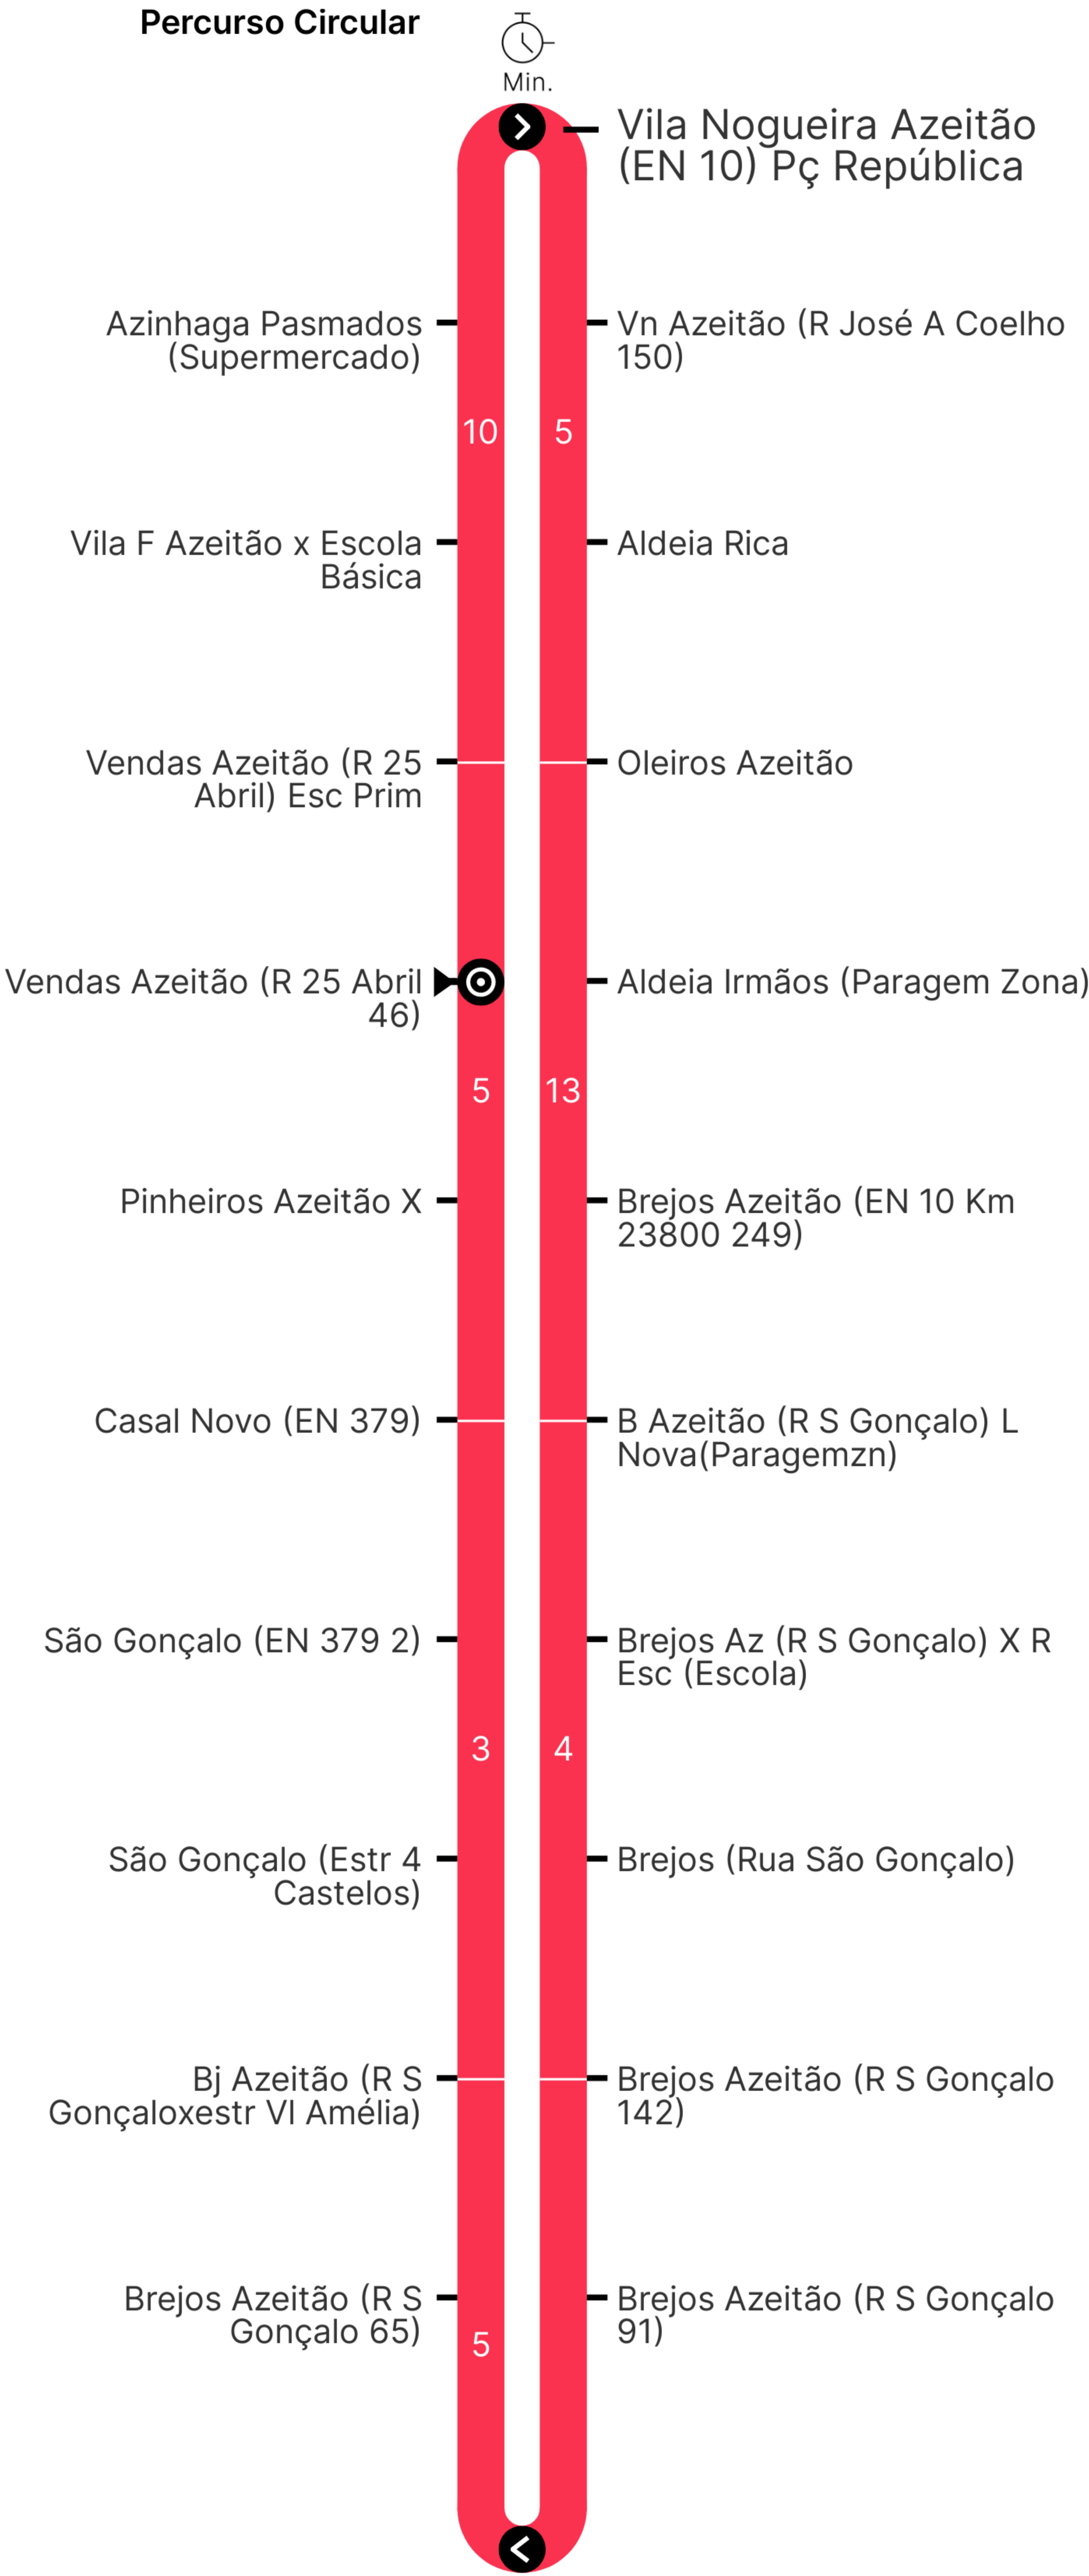 Percurso Circular
Min.
Vila Nogueira Azeitão
(EN 10) Pç República
Azinhaga Pasmados
(Supermercado)
Vn Azeitão (R José A Coelho
150)
10
5
Vila F Azeitão x Escola
Básica
Aldeia Rica
Vendas Azeitão (R 25
Abril) Esc Prim
Oleiros Azeitão
Vendas Azeitão (R 25 Abril
46)
Aldeia Irmãos (Paragem Zona)
5
13
Pinheiros Azeitão X
Brejos Azeitão (EN 10 Km
23800 249)
Casal Novo (EN 379)
B Azeitão (R S Gonçalo) L
Nova(Paragemzn)
São Gonçalo (EN 379 2)
Brejos Az (R S Gonçalo) X R
Esc (Escola)
3
4
São Gonçalo (Estr 4
Castelos)
Brejos (Rua São Gonçalo)
Bj Azeitão (R S
Gonçaloxestr Vl Amélia)
Brejos Azeitão (R S Gonçalo
142)
Brejos Azeitão (R S
Gonçalo 65)
Brejos Azeitão (R S Gonçalo
91)
5